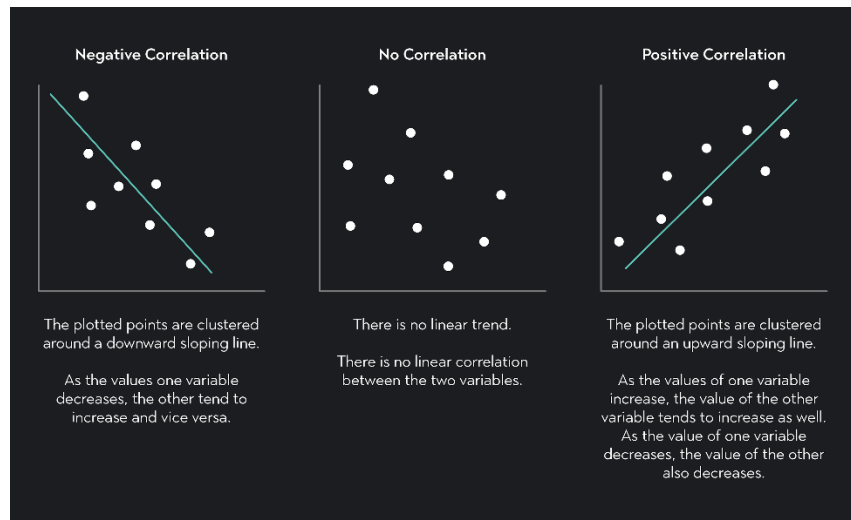 Negative Correlation
The plotted points are clustered
around a downward sloping line.
As the values one variable
decreases, the other tend to
increase and vice versa.
No Correlation
There is no linear trend.
There is no linear correlation
between the two variables.
Positive Correlation
The plotted points are clustered
around an upward sloping line.
As the values of one variable
increase, the value of the other
variable tends to increase as well.
As the value of one variable
decreases, the value of the other
also decreases.